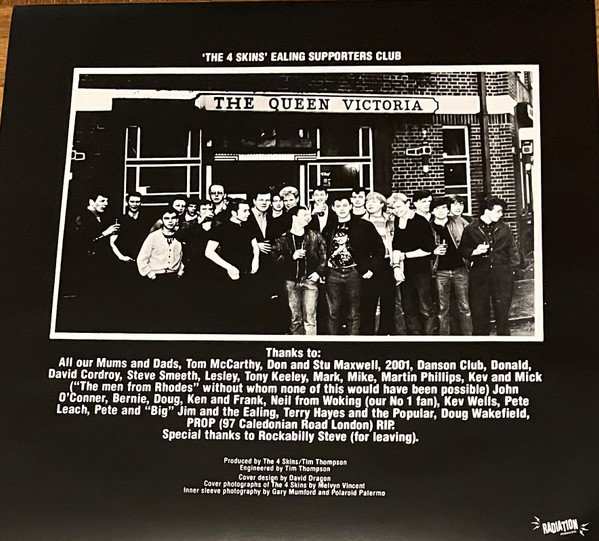 'THE 4 SKINS' EALING SUPPORTERS CLUB
THE QUEEN VICTORIA
Thanks to:
All our Mums and Dads, Tom McCarthy, Don and Stu Maxwell, 2001, Danson Club, Donald,
David Cordroy, Steve Smeeth, Lesley, Tony Keeley, Mark, Mike, Martin Phillips, Kev and Mick
("The men from Rhodes" without whom none of this would have been possible) John
O'Conner, Bernie, Doug, Ken and Frank, Neil from Woking (our No 1 fan), Kev Wells, Pete
Leach, Pete and "Big" Jim and the Ealing, Terry Hayes and the Popular, Doug Wakefield,
PROP (97 Caledonian Road London) RIP.
Special thanks to Rockabilly Steve (for leaving).
Produced by The 4 Skins/Tim Thompson
Engineered by Tim Thompson
Cover design by David Dragon
Cover photographs of The 4 Skins by Melvyn Vincent
Inner sleeve photography by Gary Mumford and Polaroid Palermo
RADIATION